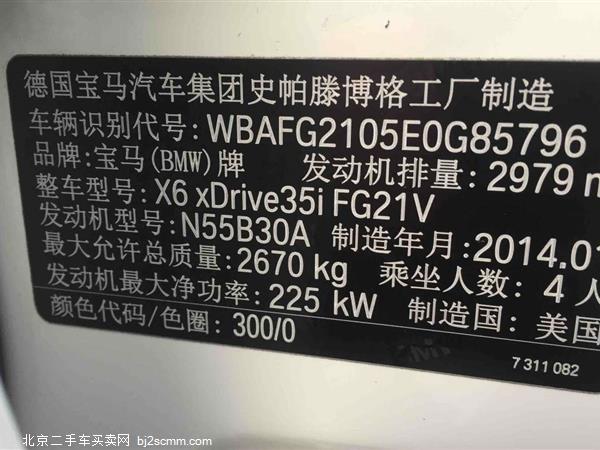 德国宝马汽车集团史帕滕博格工厂制造
车辆识别代号: WBAFG2105E0G85796
品牌: 宝马(BMW)牌 发动机排量: 2979 m
整车型号: X6 xDrive35i FG21V
发动机型号: N55B30A 制造年月: 2014.01
最大允许总质量: 2670 kg 乘坐人数: 4 人
发动机最大净功率: 225 kW 制造国: 美国
颜色代码/色圈: 300/0
7 311 082
北京二手车买卖网 bj2scmm.com